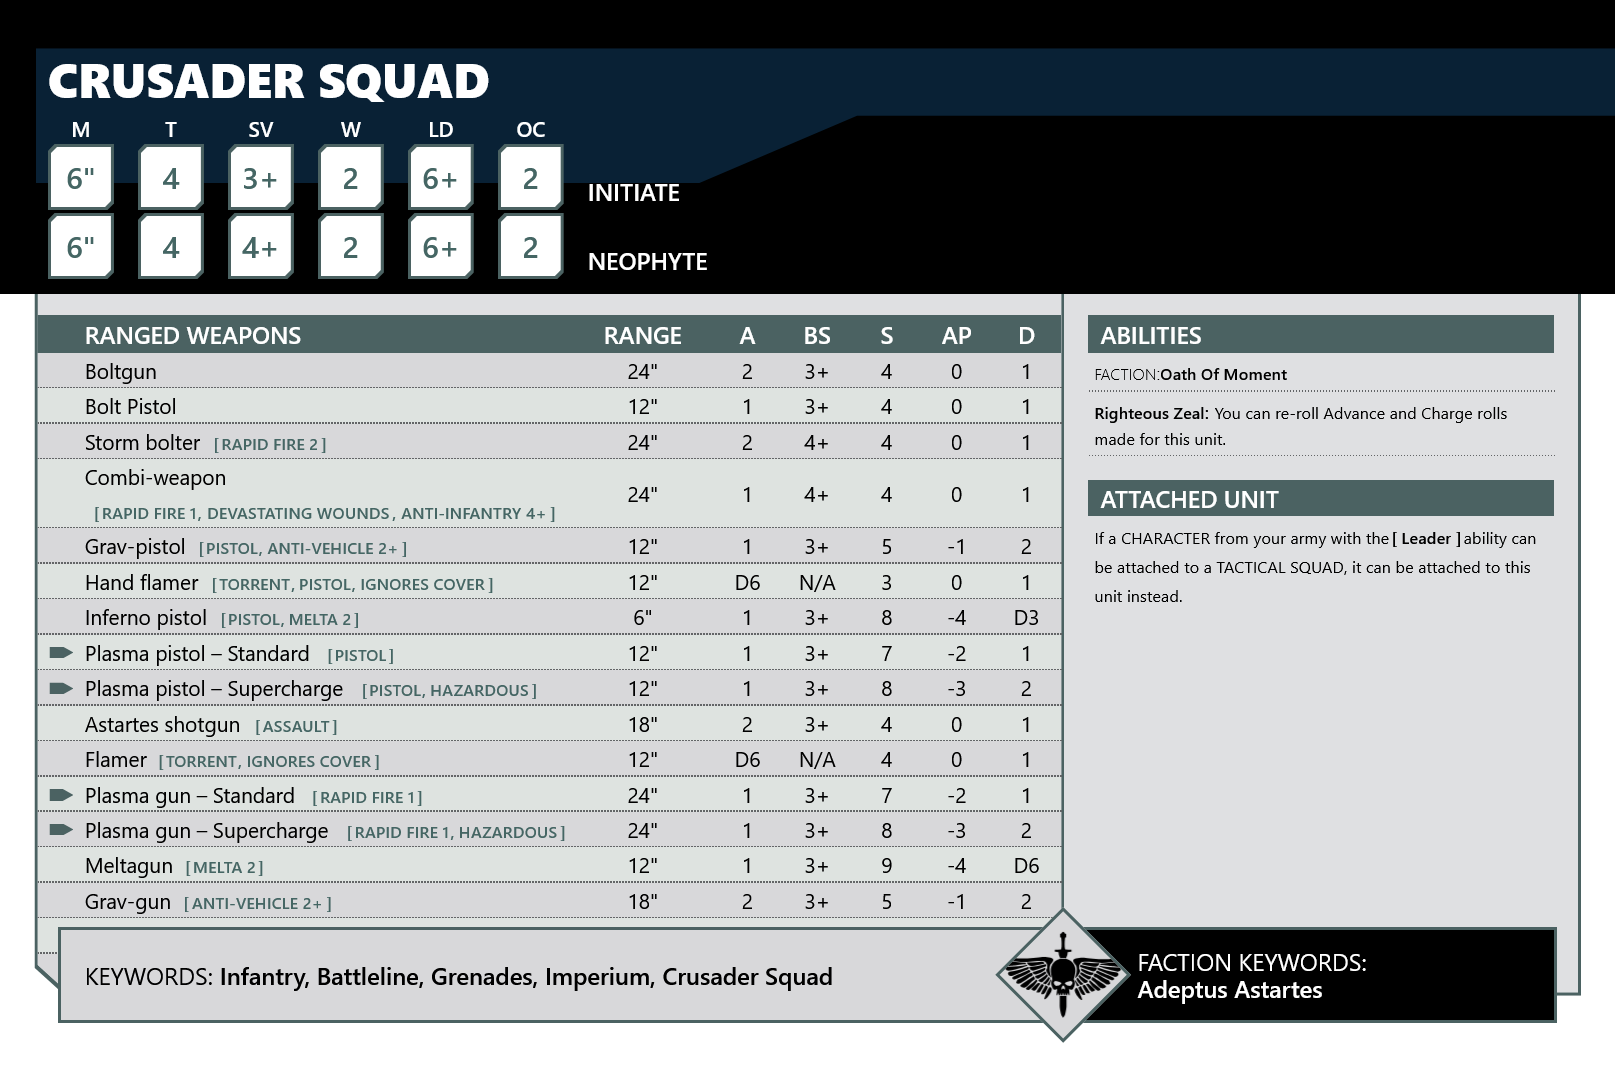 CRUSADER SQUAD
M T SV W LD OC
6" 4 3+ 2 6+ 2 INITIATE
6" 4 4+ 2 6+ 2 NEOPHYTE
RANGED WEAPONS RANGE A BS S AP D
Boltgun 24" 2 3+ 4 0 1
Bolt Pistol 12" 1 3+ 4 0 1
Storm bolter [RAPID FIRE 2] 24" 2 4+ 4 0 1
Combi-weapon
[RAPID FIRE 1, DEVASTATING WOUNDS, ANTI-INFANTRY 4+] 24" 1 4+ 4 0 1
Grav-pistol [PISTOL, ANTI-VEHICLE 2+] 12" 1 3+ 5 -1 2
Hand flamer [TORRENT, PISTOL, IGNORES COVER] 12" D6 N/A 3 0 1
Inferno pistol [PISTOL, MELTA 2] 6" 1 3+ 8 -4 D3
Plasma pistol – Standard [PISTOL] 12" 1 3+ 7 -2 1
Plasma pistol – Supercharge [PISTOL, HAZARDOUS] 12" 1 3+ 8 -3 2
Astartes shotgun [ASSAULT] 18" 2 3+ 4 0 1
Flamer [TORRENT, IGNORES COVER] 12" D6 N/A 4 0 1
Plasma gun – Standard [RAPID FIRE 1] 24" 1 3+ 7 -2 1
Plasma gun – Supercharge [RAPID FIRE 1, HAZARDOUS] 24" 1 3+ 8 -3 2
Meltagun [MELTA 2] 12" 1 3+ 9 -4 D6
Grav-gun [ANTI-VEHICLE 2+] 18" 2 3+ 5 -1 2
ABILITIES
FACTION:Oath Of Moment
Righteous Zeal: You can re-roll Advance and Charge rolls
made for this unit.
ATTACHED UNIT
If a CHARACTER from your army with the [ Leader ] ability can
be attached to a TACTICAL SQUAD, it can be attached to this
unit instead.
KEYWORDS: Infantry, Battleline, Grenades, Imperium, Crusader Squad
FACTION KEYWORDS:
Adeptus Astartes